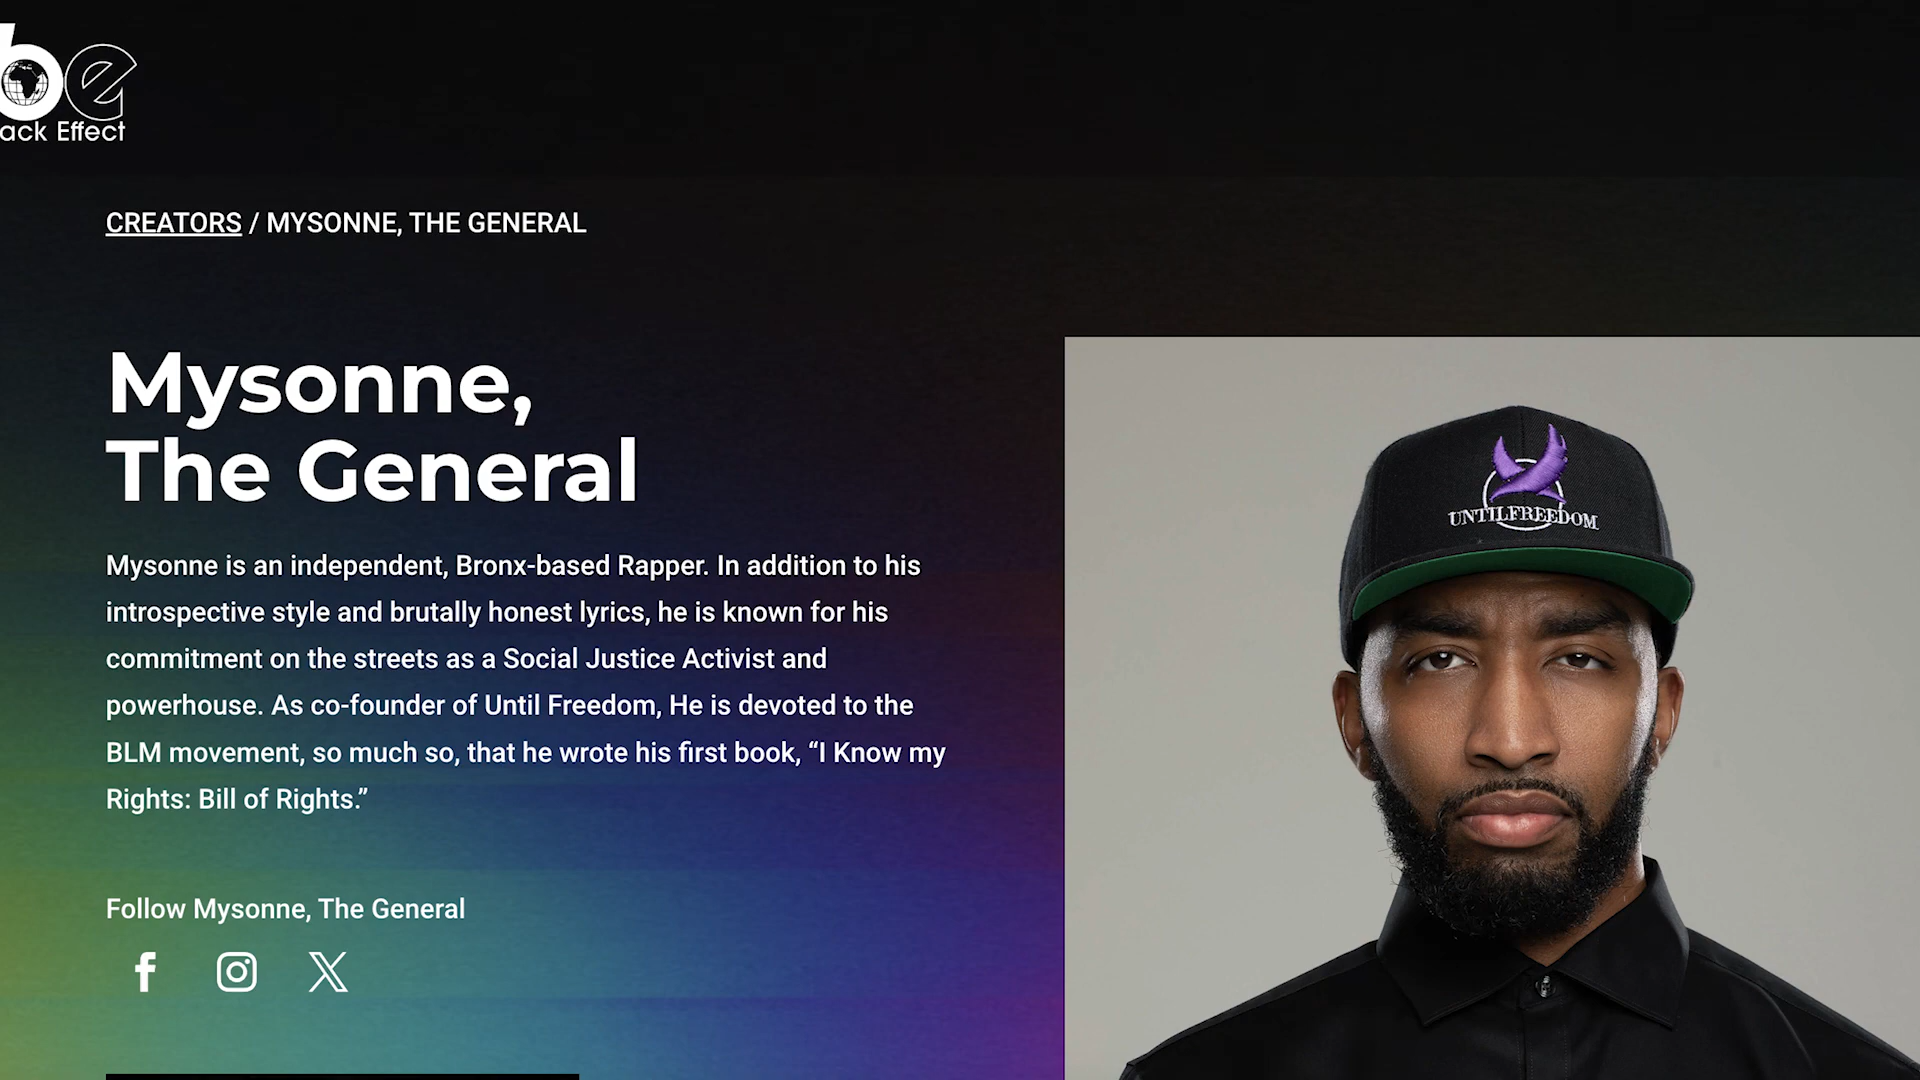 be
ack Effect
CREATORS / MYSONNE, THE GENERAL
Mysonne,
The General
UNTILFREEDOM
Mysonne is an independent, Bronx-based Rapper. In addition to his
introspective style and brutally honest lyrics, he is known for his
commitment on the streets as a Social Justice Activist and
powerhouse. As co-founder of Until Freedom, He is devoted to the
BLM movement, so much so, that he wrote his first book, “I Know my
Rights: Bill of Rights.”
Follow Mysonne, The General